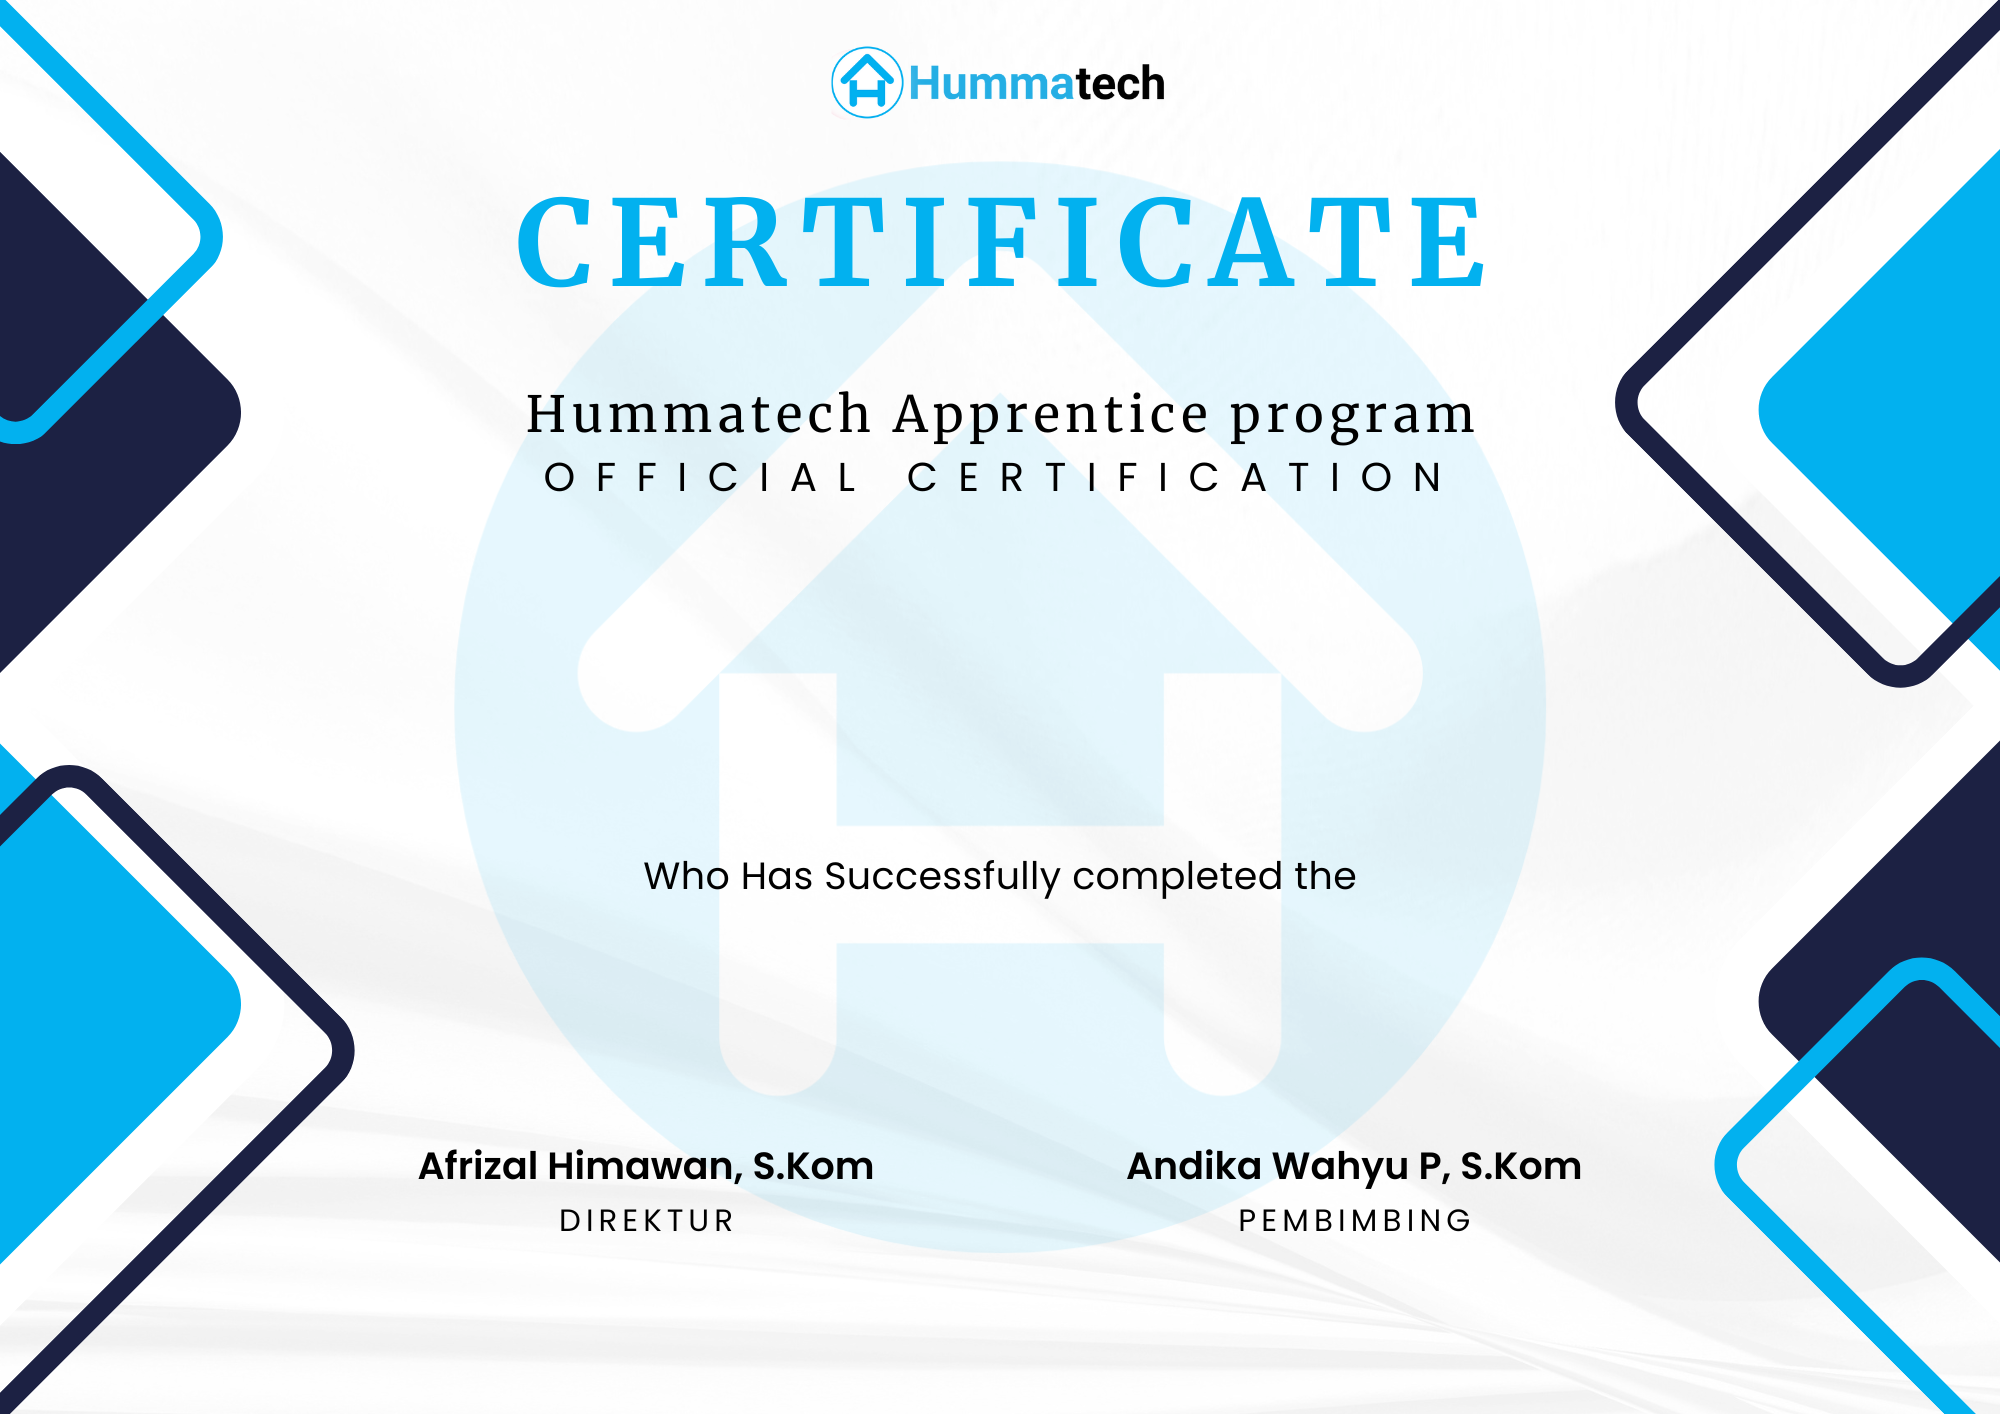 Hummatech
CERTIFICATE
Hummatech Apprentice program
OFFICIAL CERTIFICATION
Who Has Successfully completed the
Afrizal Himawan, S.Kom
DIREKTUR
Andika Wahyu P, S.Kom
PEMBIMBING